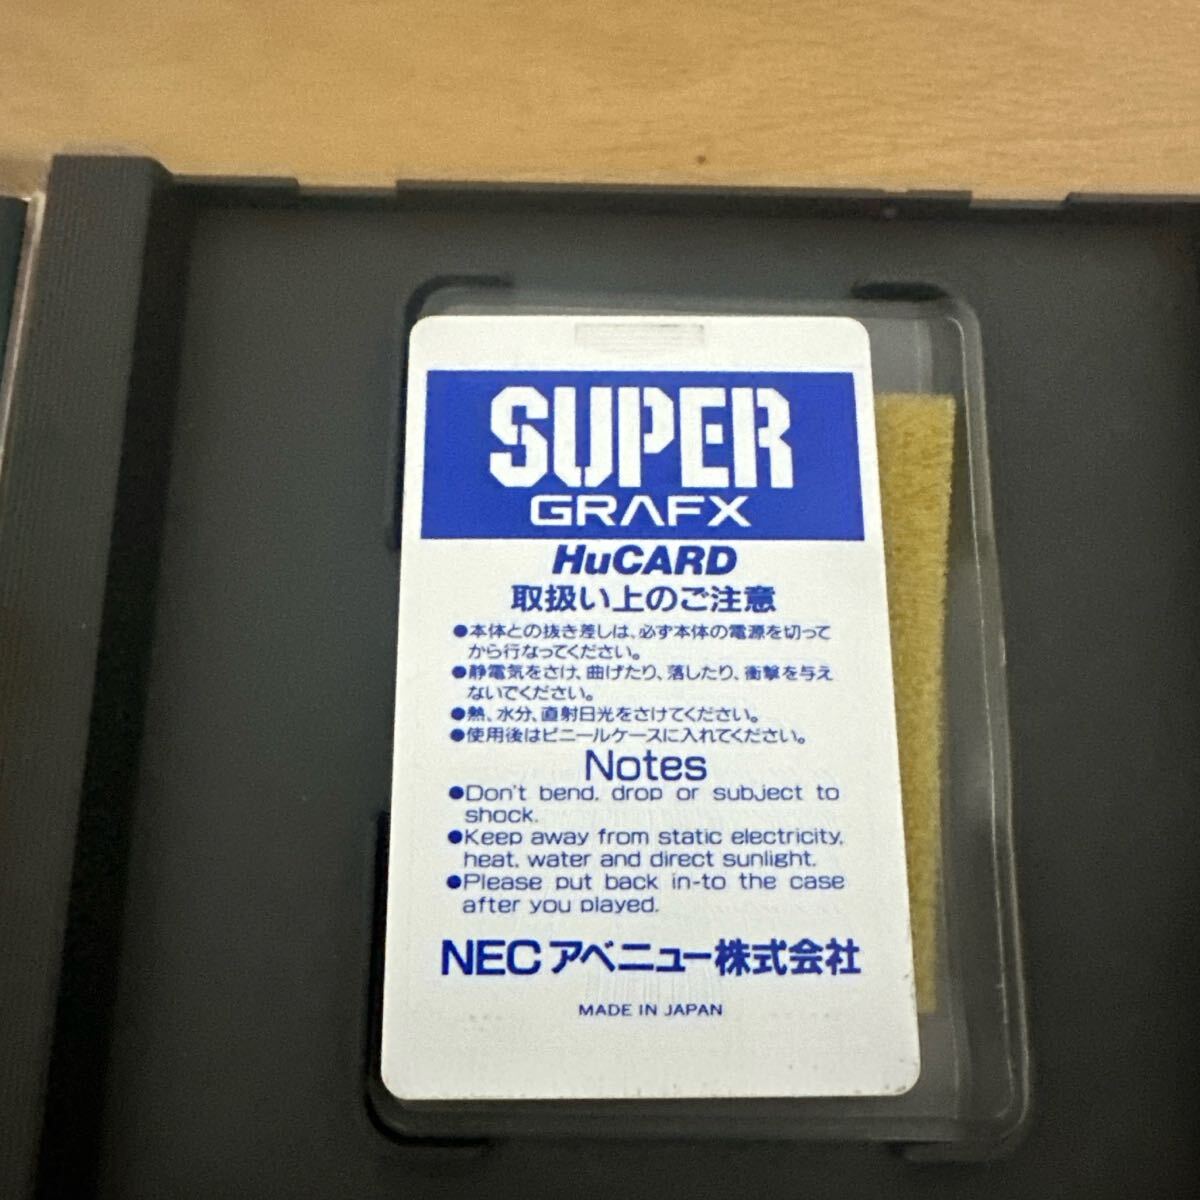 SUPER
GRAFX
HuCARD
取扱い上のご注意
●本体との抜き差しは、必ず本体の電源を切って
から行なってください。
●静電気をさけ、曲げたり、落したり、衝撃を与え
ないでください。
●熱、水分、直射日光をさけてください。
●使用後はビニールケースに入れてください。
Notes
●Don't bend, drop or subject to
shock.
●Keep away from static electricity,
heat, water and direct sunlight.
●Please put back in-to the case
after you played.
NECアベニュー株式会社
MADE IN JAPAN